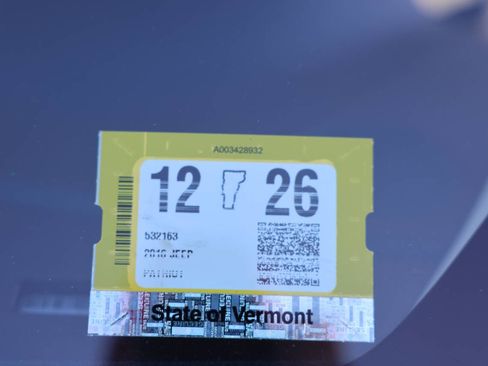 A003428932
12 26
532163
2016 JEEP
PATRIOT
State of Vermont